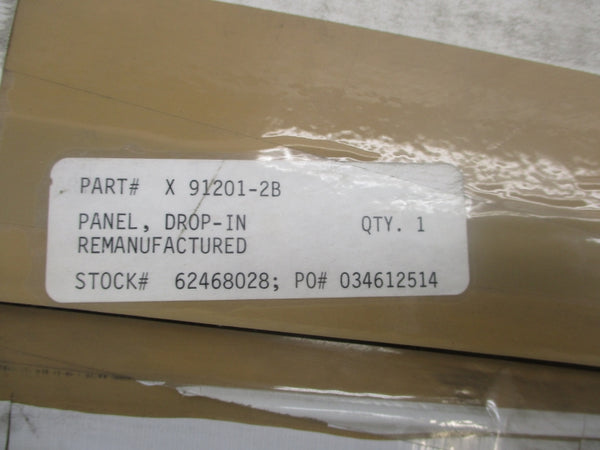 PART# X 91201-2B
PANEL, DROP-IN QTY. 1
REMANUFACTURED
STOCK# 62468028; PO# 034612514